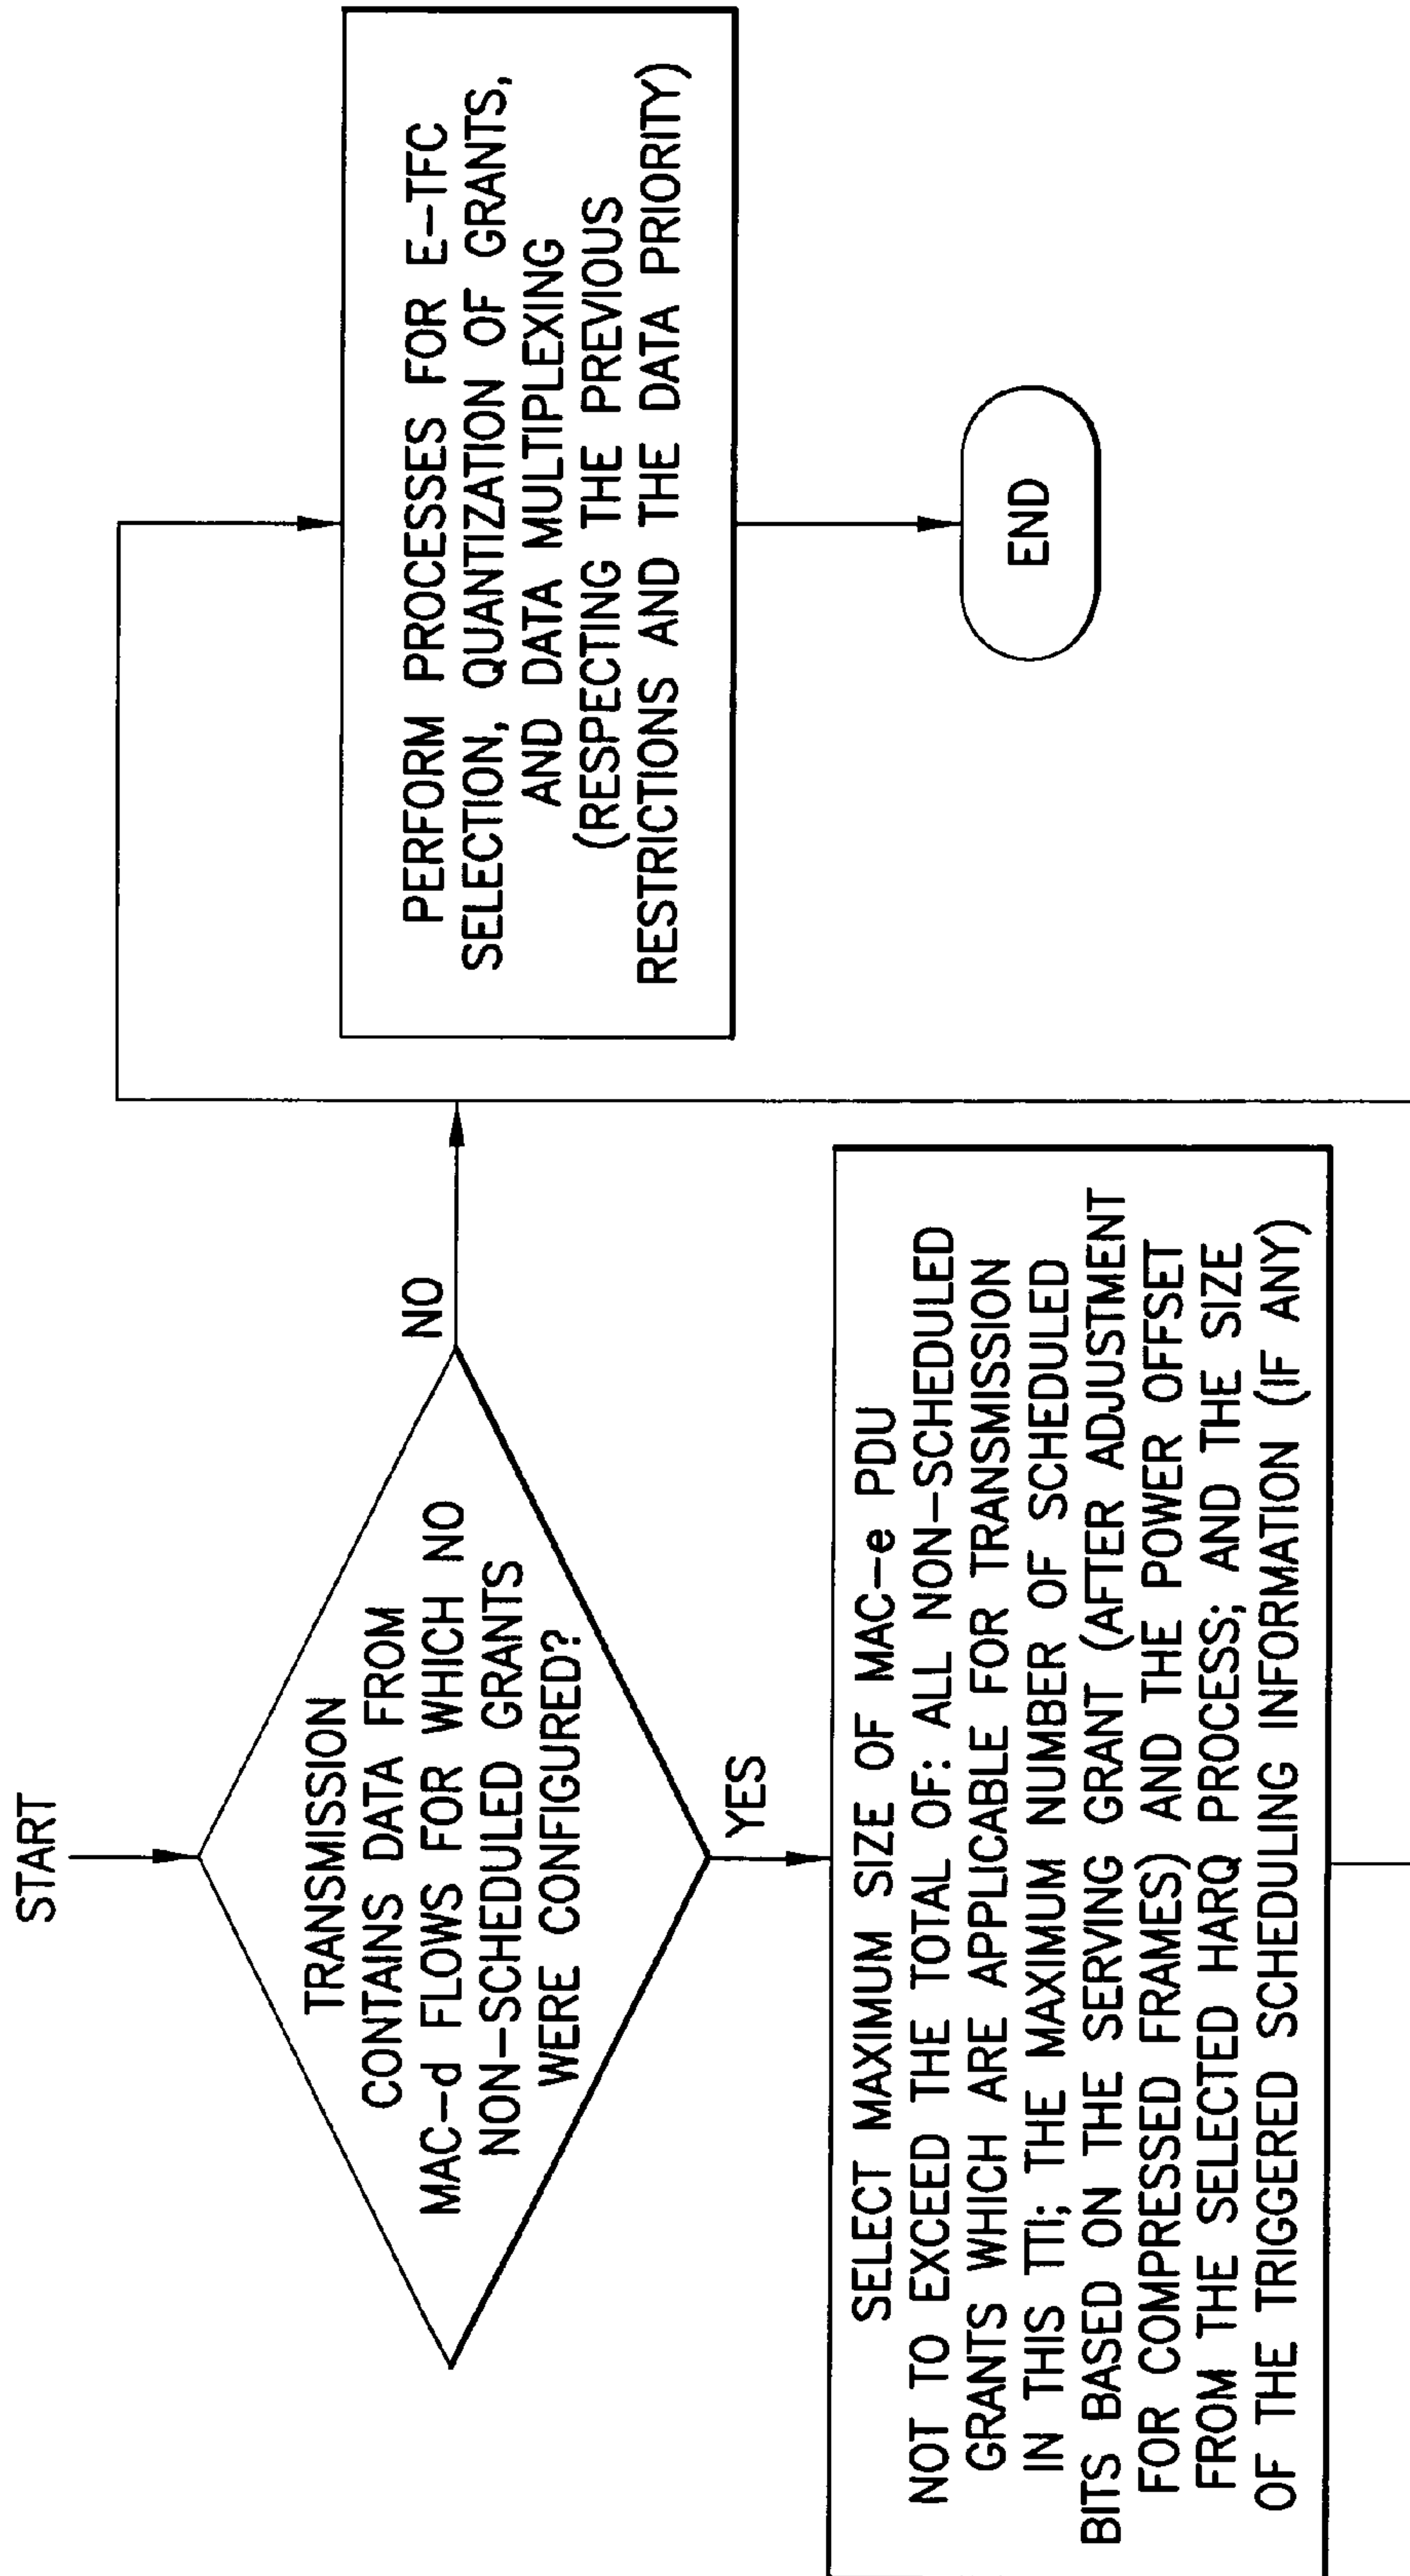 START
TRANSMISSION
CONTAINS DATA FROM
MAC-d FLOWS FOR WHICH NO
NON-SCHEDULED GRANTS
WERE CONFIGURED?
NO
YES
SELECT MAXIMUM SIZE OF MAC-e PDU
NOT TO EXCEED THE TOTAL OF: ALL NON-SCHEDULED
GRANTS WHICH ARE APPLICABLE FOR TRANSMISSION
IN THIS TTI; THE MAXIMUM NUMBER OF SCHEDULED
BITS BASED ON THE SERVING GRANT (AFTER ADJUSTMENT
FOR COMPRESSED FRAMES) AND THE POWER OFFSET
FROM THE SELECTED HARQ PROCESS; AND THE SIZE
OF THE TRIGGERED SCHEDULING INFORMATION (IF ANY)
PERFORM PROCESSES FOR E-TFC
SELECTION, QUANTIZATION OF GRANTS,
AND DATA MULTIPLEXING
(RESPECTING THE PREVIOUS
RESTRICTIONS AND THE DATA PRIORITY)
END